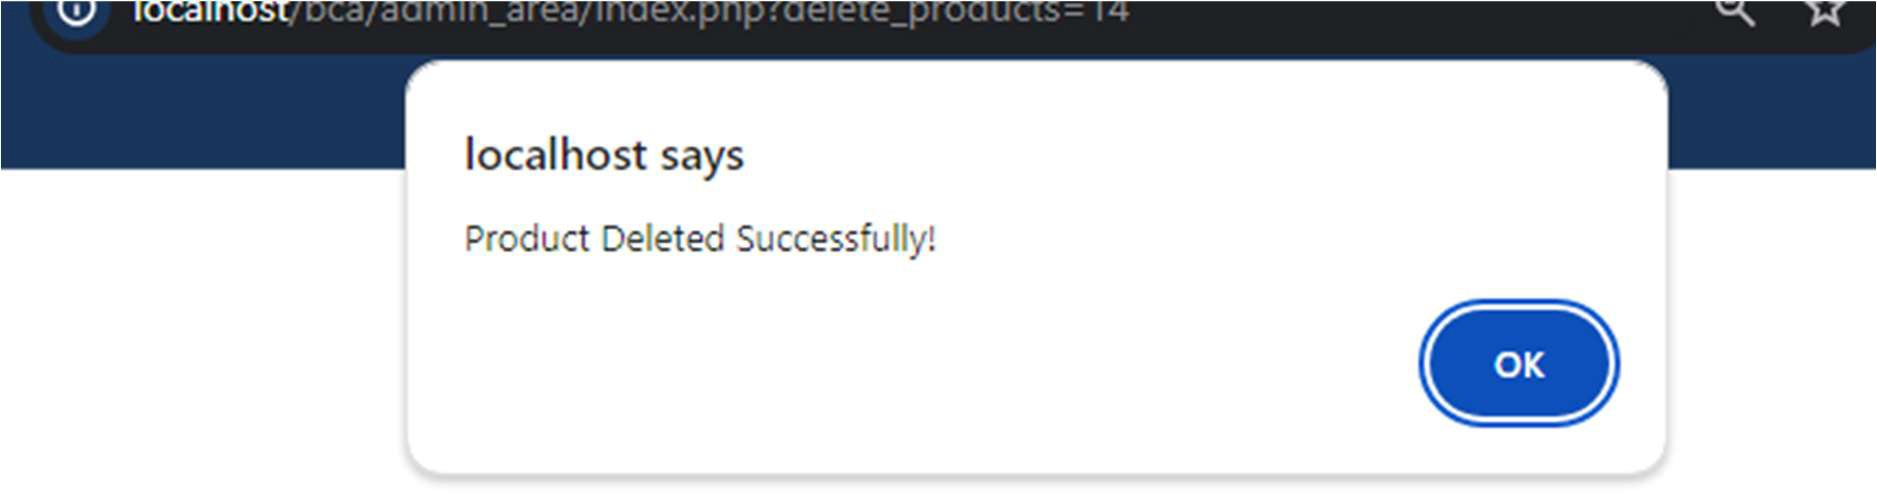 localhost/bca/admin_area/index.php?delete_products=14
localhost says
Product Deleted Successfully!
OK